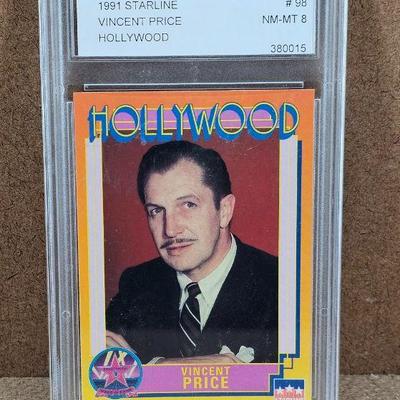 1991 STARLINE # 98
VINCENT PRICE NM-MT 8
HOLLYWOOD
380015
HOLLYWOOD
VINCENT
PRICE